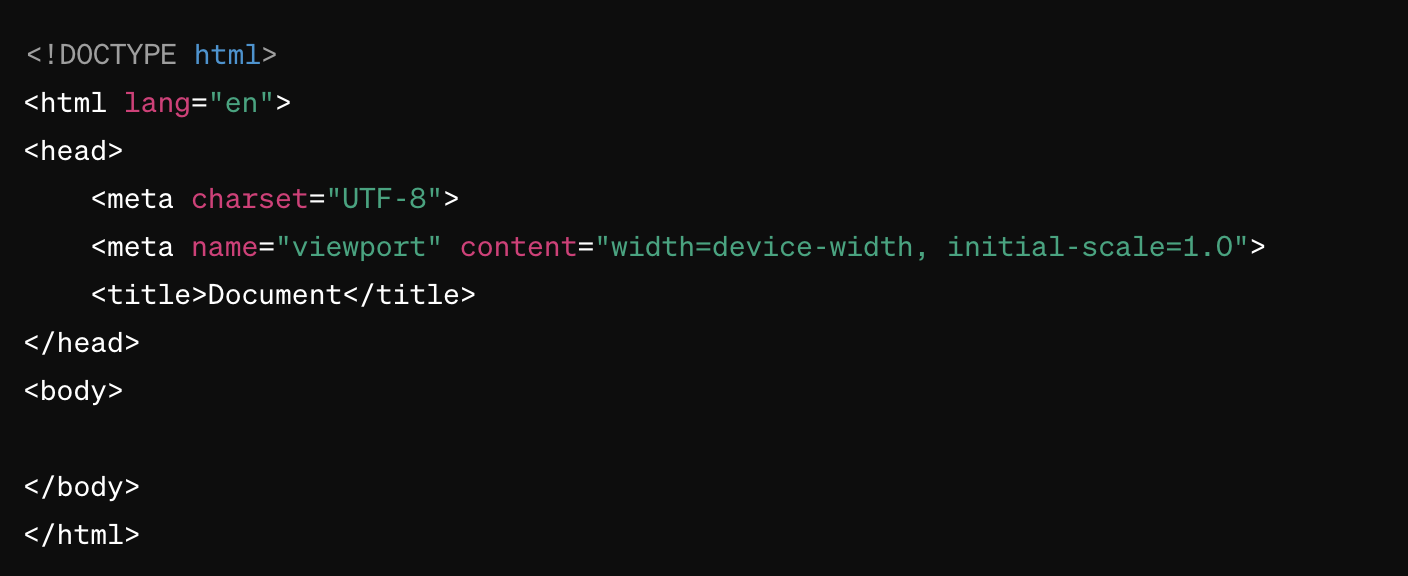 <!DOCTYPE html>
<html lang="en">
<head>
    <meta charset="UTF-8">
    <meta name="viewport" content="width=device-width, initial-scale=1.0">
    <title>Document</title>
</head>
<body>

</body>
</html>